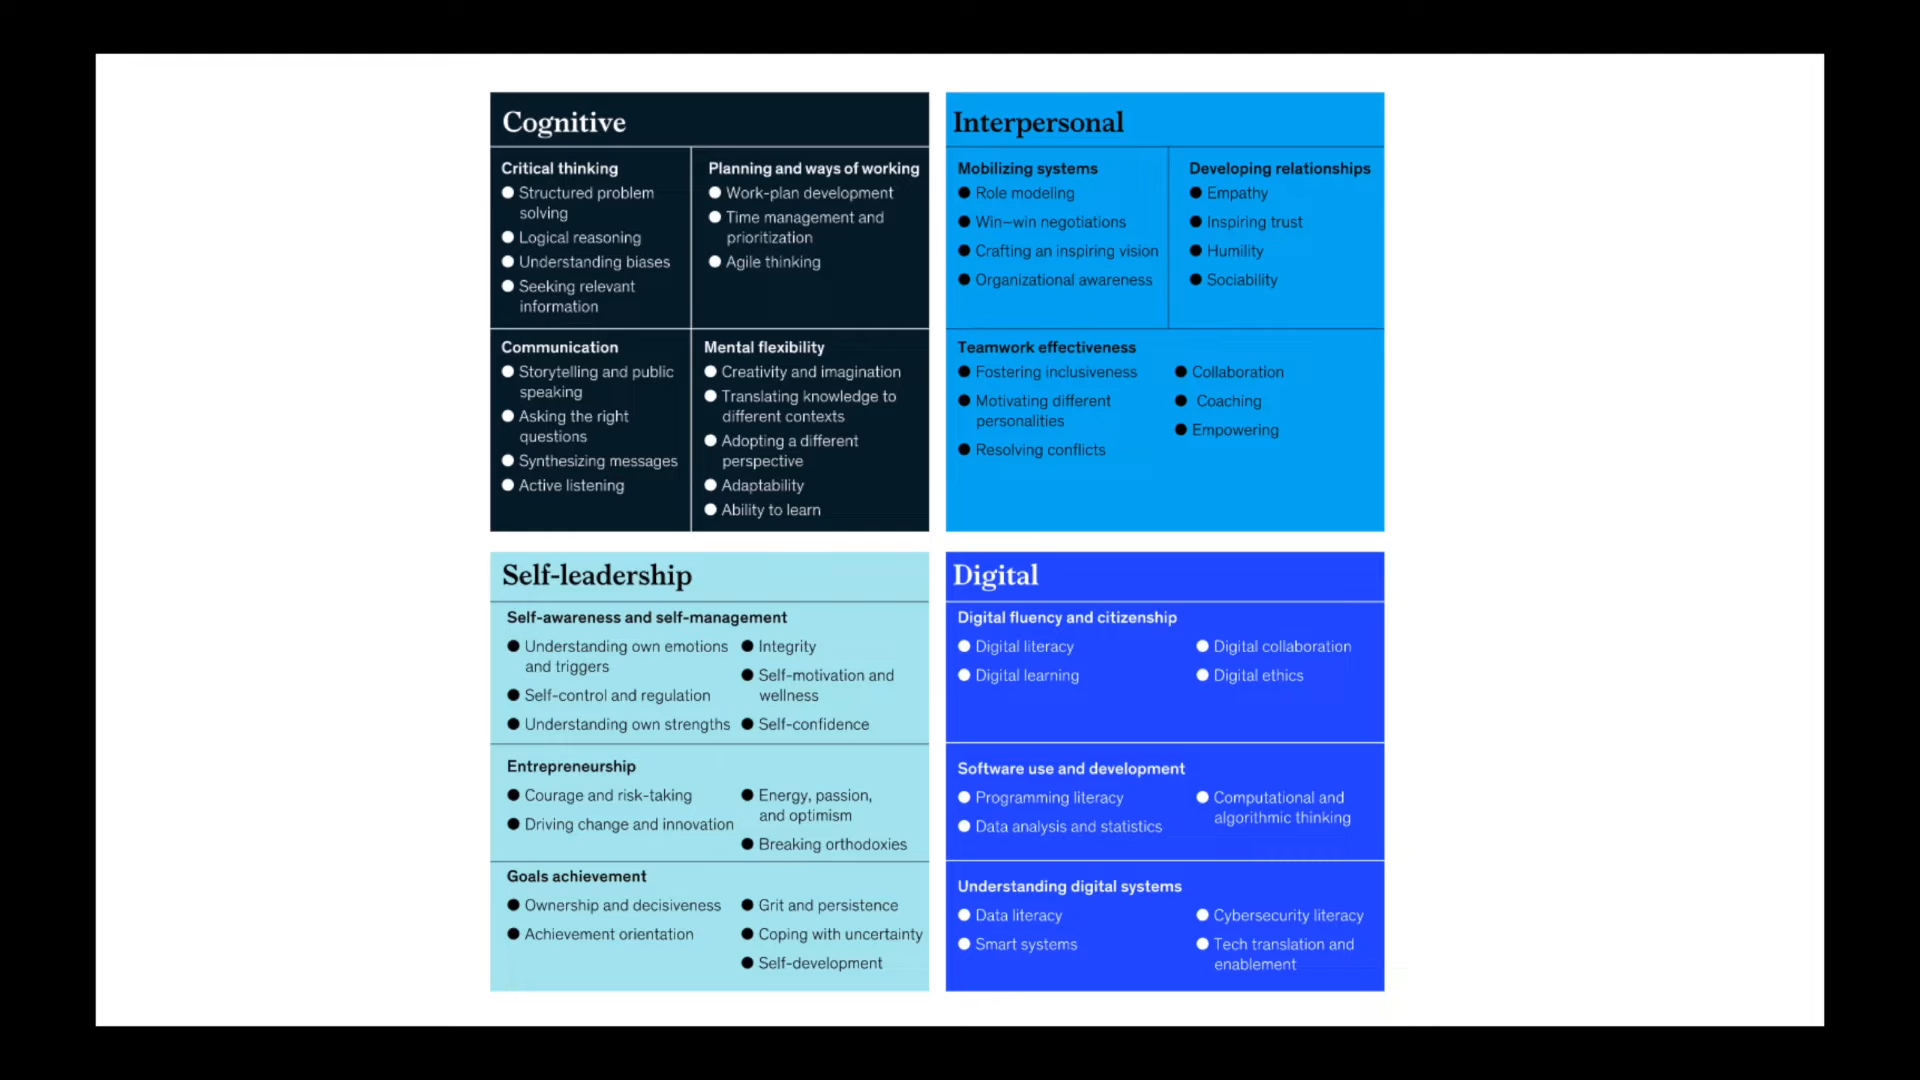 Cognitive
Critical thinking
Structured problem
solving
Logical reasoning
Understanding biases
Seeking relevant
information
Planning and ways of working
Work-plan development
Time management and
prioritization
Agile thinking
Communication
Storytelling and public
speaking
Asking the right
questions
Synthesizing messages
Active listening
Mental flexibility
Creativity and imagination
Translating knowledge to
different contexts
Adopting a different
perspective
Adaptability
Ability to learn
Interpersonal
Mobilizing systems
Role modeling
Win–win negotiations
Crafting an inspiring vision
Organizational awareness
Developing relationships
Empathy
Inspiring trust
Humility
Sociability
Teamwork effectiveness
Fostering inclusiveness
Motivating different
personalities
Resolving conflicts
Collaboration
Coaching
Empowering
Self-leadership
Self-awareness and self-management
Understanding own emotions
and triggers
Self-control and regulation
Understanding own strengths
Integrity
Self-motivation and
wellness
Self-confidence
Entrepreneurship
Courage and risk-taking
Driving change and innovation
Energy, passion,
and optimism
Breaking orthodoxies
Goals achievement
Ownership and decisiveness
Achievement orientation
Grit and persistence
Coping with uncertainty
Self-development
Digital
Digital fluency and citizenship
Digital literacy
Digital learning
Digital collaboration
Digital ethics
Software use and development
Programming literacy
Data analysis and statistics
Computational and
algorithmic thinking
Understanding digital systems
Data literacy
Smart systems
Cybersecurity literacy
Tech translation and
enablement